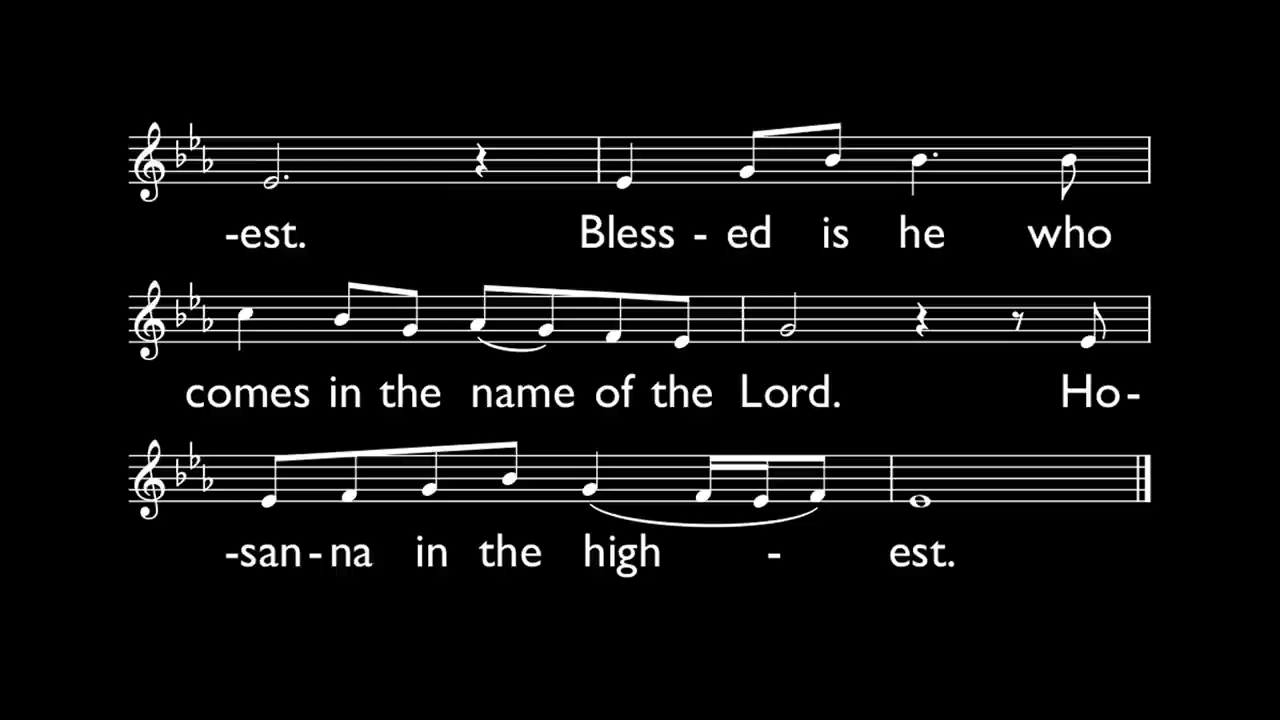 -est. Bless - ed is he who
comes in the name of the Lord. Ho-
-san-na in the high - est.